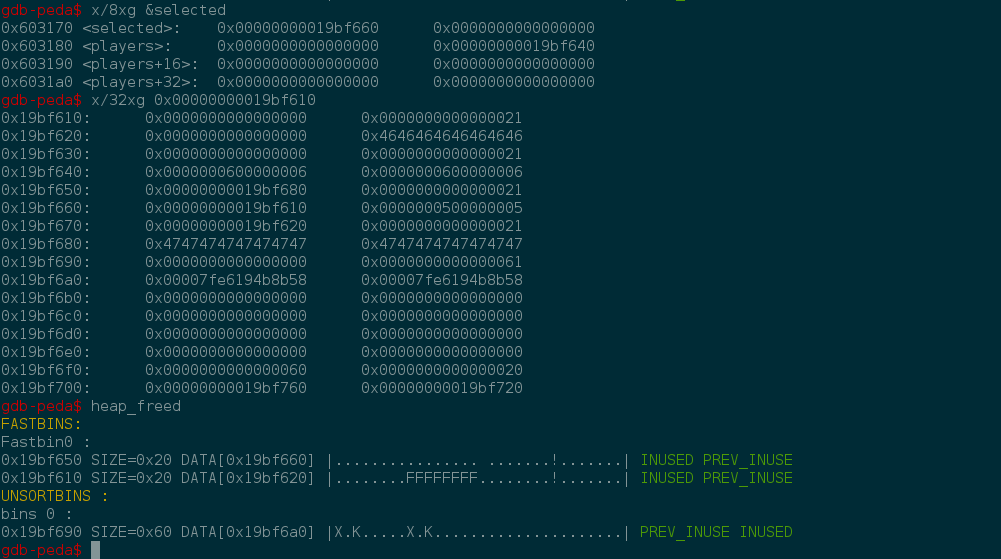 gdb-peda$ x/8xg &selected
0x603170 <selected>:    0x00000000019bf660      0x0000000000000000
0x603180 <players>:     0x0000000000000000      0x00000000019bf640
0x603190 <players+16>:  0x0000000000000000      0x0000000000000000
0x6031a0 <players+32>:  0x0000000000000000      0x0000000000000000
gdb-peda$ x/32xg 0x00000000019bf610
0x19bf610:      0x0000000000000000      0x0000000000000021
0x19bf620:      0x0000000000000000      0x4646464646464646
0x19bf630:      0x0000000000000000      0x0000000000000021
0x19bf640:      0x0000000600000006      0x0000000600000006
0x19bf650:      0x00000000019bf680      0x0000000000000021
0x19bf660:      0x00000000019bf610      0x0000000500000005
0x19bf670:      0x00000000019bf620      0x0000000000000021
0x19bf680:      0x4747474747474747      0x4747474747474747
0x19bf690:      0x0000000000000000      0x0000000000000061
0x19bf6a0:      0x00007fe6194b8b58      0x00007fe6194b8b58
0x19bf6b0:      0x0000000000000000      0x0000000000000000
0x19bf6c0:      0x0000000000000000      0x0000000000000000
0x19bf6d0:      0x0000000000000000      0x0000000000000000
0x19bf6e0:      0x0000000000000000      0x0000000000000000
0x19bf6f0:      0x0000000000000060      0x0000000000000020
0x19bf700:      0x00000000019bf760      0x00000000019bf720
gdb-peda$ heap_freed
FASTBINS:
Fastbin0 :
0x19bf650 SIZE=0x20 DATA[0x19bf660] |................ .......!.......| INUSED PREV_INUSE
0x19bf610 SIZE=0x20 DATA[0x19bf620] |........FFFFFFFF........!.......| INUSED PREV_INUSE
UNSORTBINS :
bins 0 :
0x19bf690 SIZE=0x60 DATA[0x19bf6a0] |X.K.....X.K.....................| PREV_INUSE INUSED
gdb-peda$